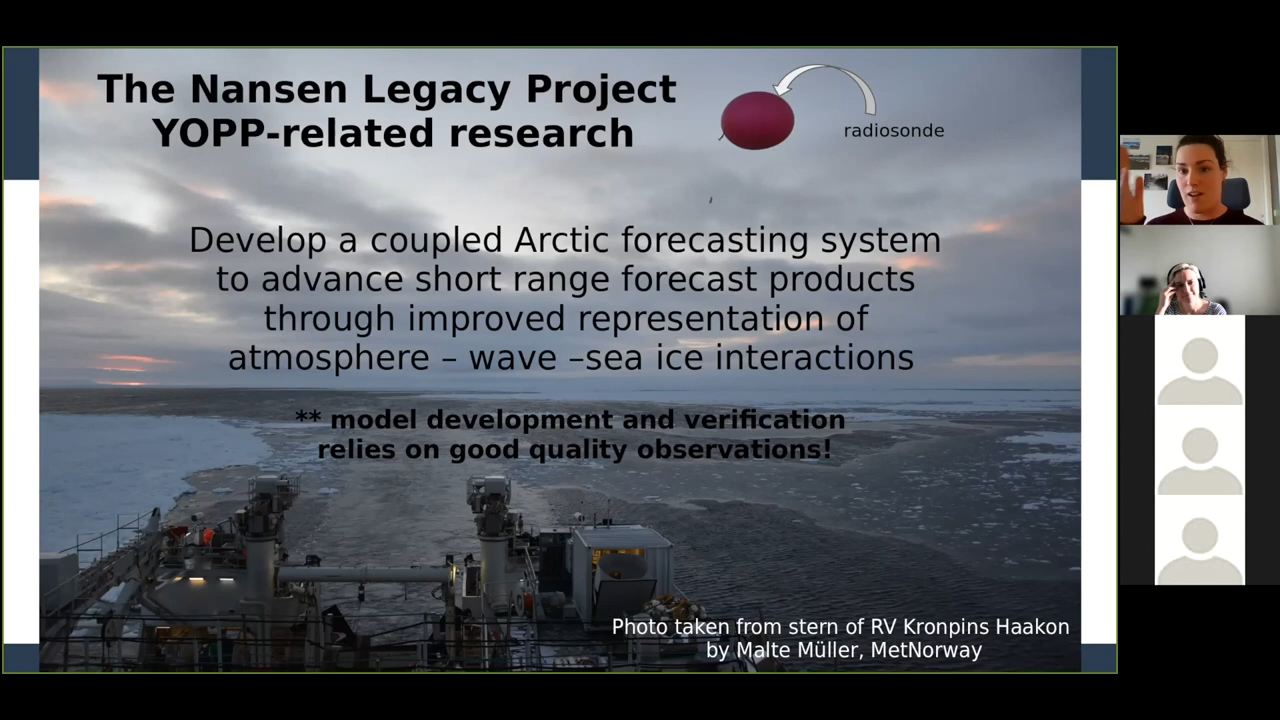 The Nansen Legacy Project
YOPP-related research
radiosonde
Develop a coupled Arctic forecasting system
to advance short range forecast products
through improved representation of
atmosphere – wave –sea ice interactions
** model development and verification
relies on good quality observations!
Photo taken from stern of RV Kronpins Haakon
by Malte Müller, MetNorway